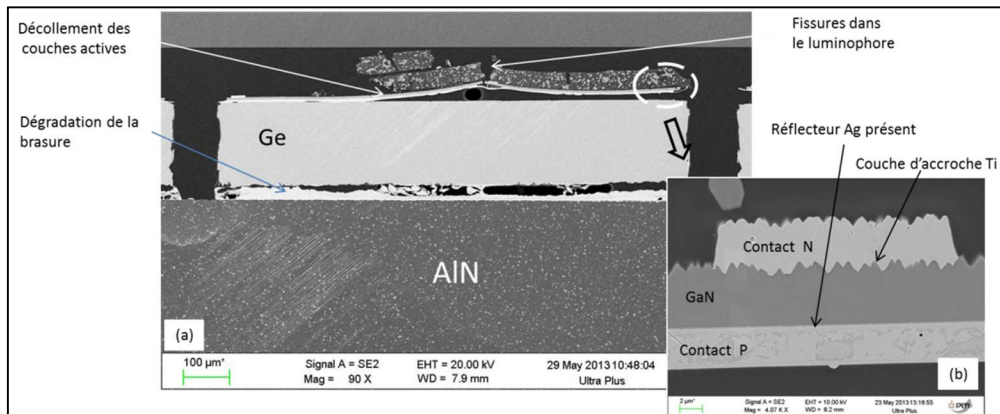 Décollement des
couches actives
Fissures dans
le luminophore
Dégradation de la
brasure
Ge
Réflecteur Ag présent
Couche d'accroche Ti
AlN
(a)
100 µm*
Signal A = SE2
Mag = 90 X
EHT = 20.00 kV
WD = 7.9 mm
29 May 2013 10:48:04
Ultra Plus
Contact N
GaN
Contact P
(b)
2 µm*
Signal A = SE2
Mag = 4.07 K X
EHT = 10.00 kV
WD = 8.2 mm
23 May 2013 13:16:55
Ultra Plus